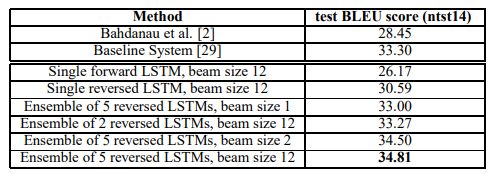 Method test BLEU score (ntst14)
Bahdanau et al. [2] 28.45
Baseline System [29] 33.30
Single forward LSTM, beam size 12 26.17
Single reversed LSTM, beam size 12 30.59
Ensemble of 5 reversed LSTMs, beam size 1 33.00
Ensemble of 2 reversed LSTMs, beam size 12 33.27
Ensemble of 5 reversed LSTMs, beam size 2 34.50
Ensemble of 5 reversed LSTMs, beam size 12 34.81